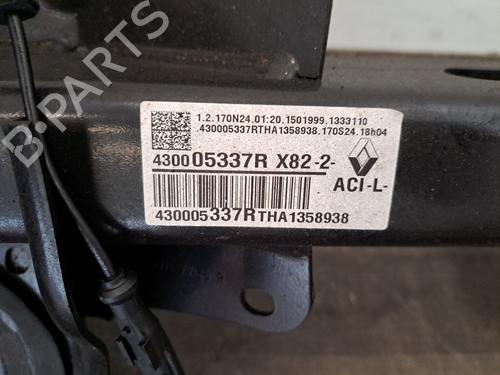 1.2.170N24.01:20.1501999.1333110
.430005337RTHA1358938.170S24.18h04
430005337R X82-2-
ACI-L-
430005337RTHA1358938
B-PARTS